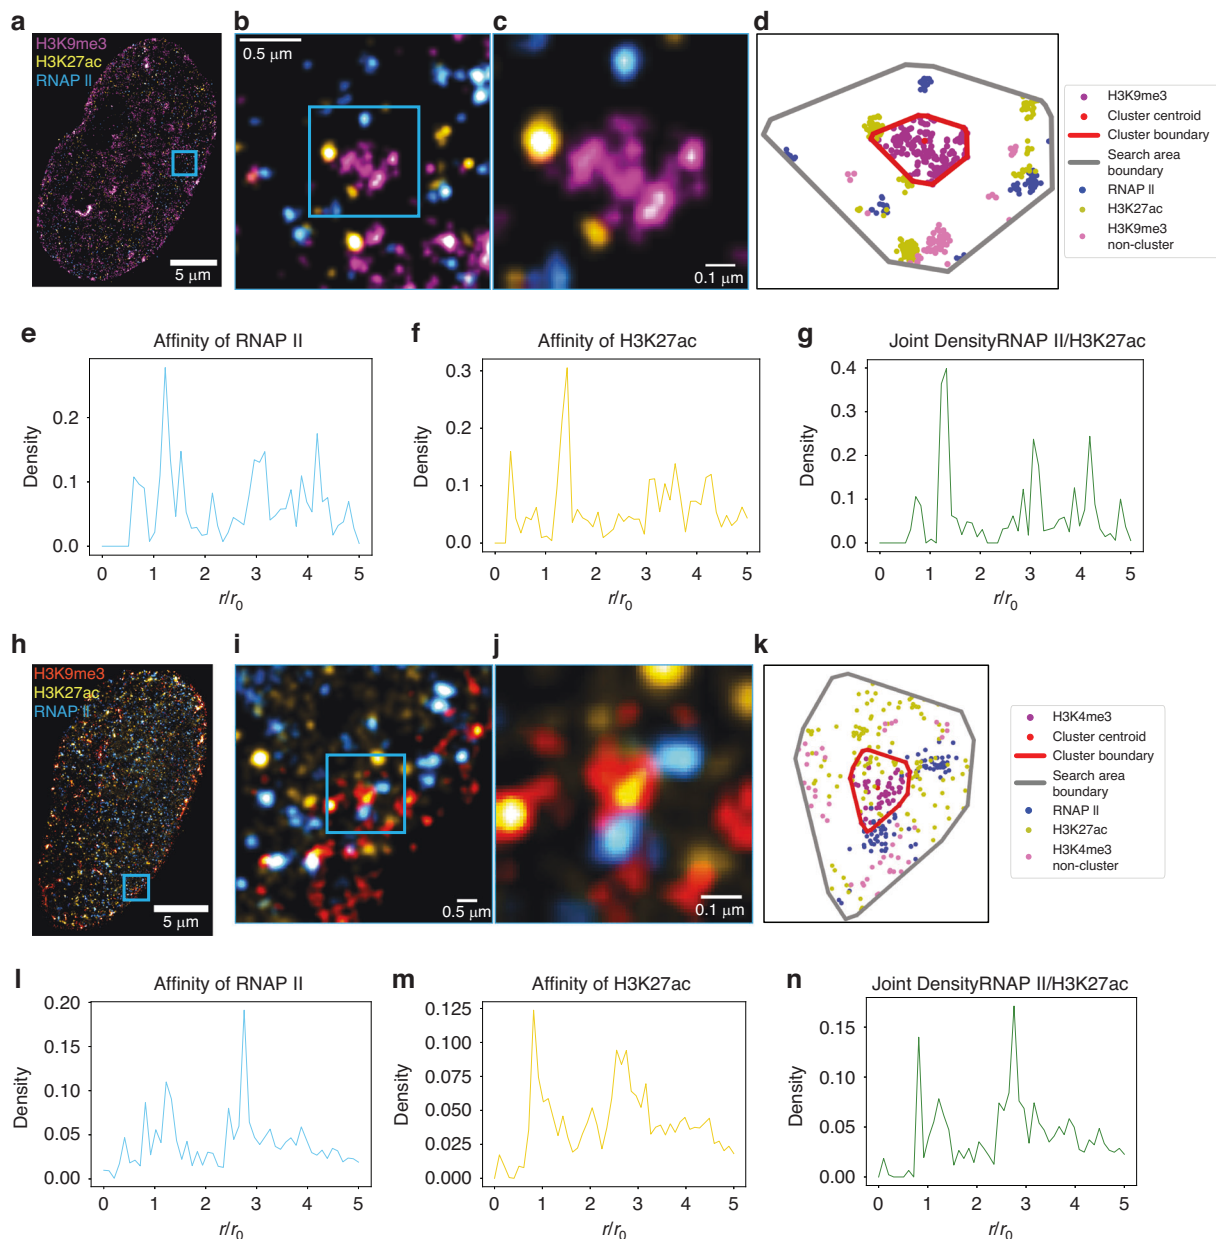 a
H3K9me3
H3K27ac
RNAP II
5 µm
b
0.5 µm
c
0.1 µm
d
H3K9me3
Cluster centroid
Cluster boundary
Search area
boundary
RNAP II
H3K27ac
H3K9me3
non-cluster
e
Affinity of RNAP II
Density
0.2
0.1
0.0
0 1 2 3 4 5
r/r0
f
Affinity of H3K27ac
Density
0.3
0.2
0.1
0.0
0 1 2 3 4 5
r/r0
g
Joint DensityRNAP II/H3K27ac
Density
0.4
0.3
0.2
0.1
0.0
0 1 2 3 4 5
r/r0
h
H3K9me3
H3K27ac
RNAP II
5 µm
i
0.5 µm
j
0.1 µm
k
H3K4me3
Cluster centroid
Cluster boundary
Search area
boundary
RNAP II
H3K27ac
H3K4me3
non-cluster
l
Affinity of RNAP II
Density
0.20
0.15
0.10
0.05
0.00
0 1 2 3 4 5
r/r0
m
Affinity of H3K27ac
Density
0.125
0.100
0.075
0.050
0.025
0.000
0 1 2 3 4 5
r/r0
n
Joint DensityRNAP II/H3K27ac
Density
0.15
0.10
0.05
0.00
0 1 2 3 4 5
r/r0